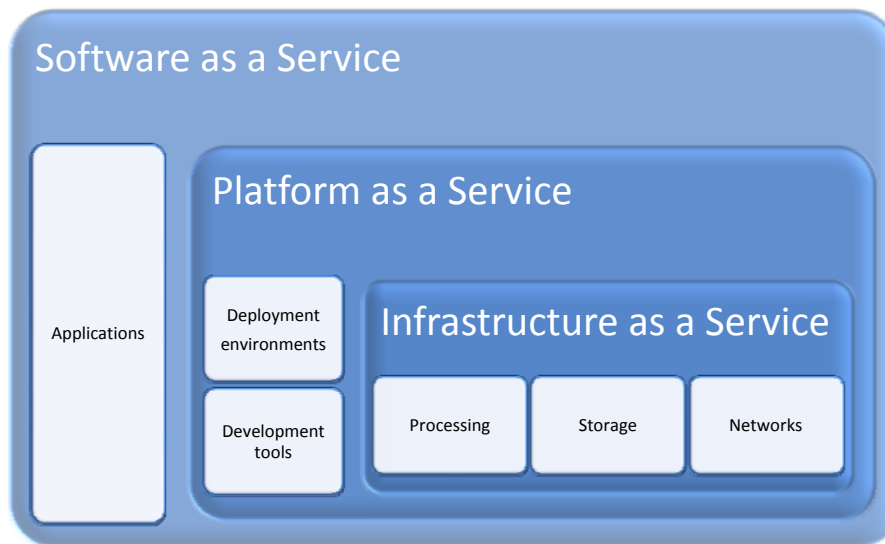 Software as a Service
Platform as a Service
Applications
Deployment
environments
Infrastructure as a Service
Development
tools
Processing
Storage
Networks